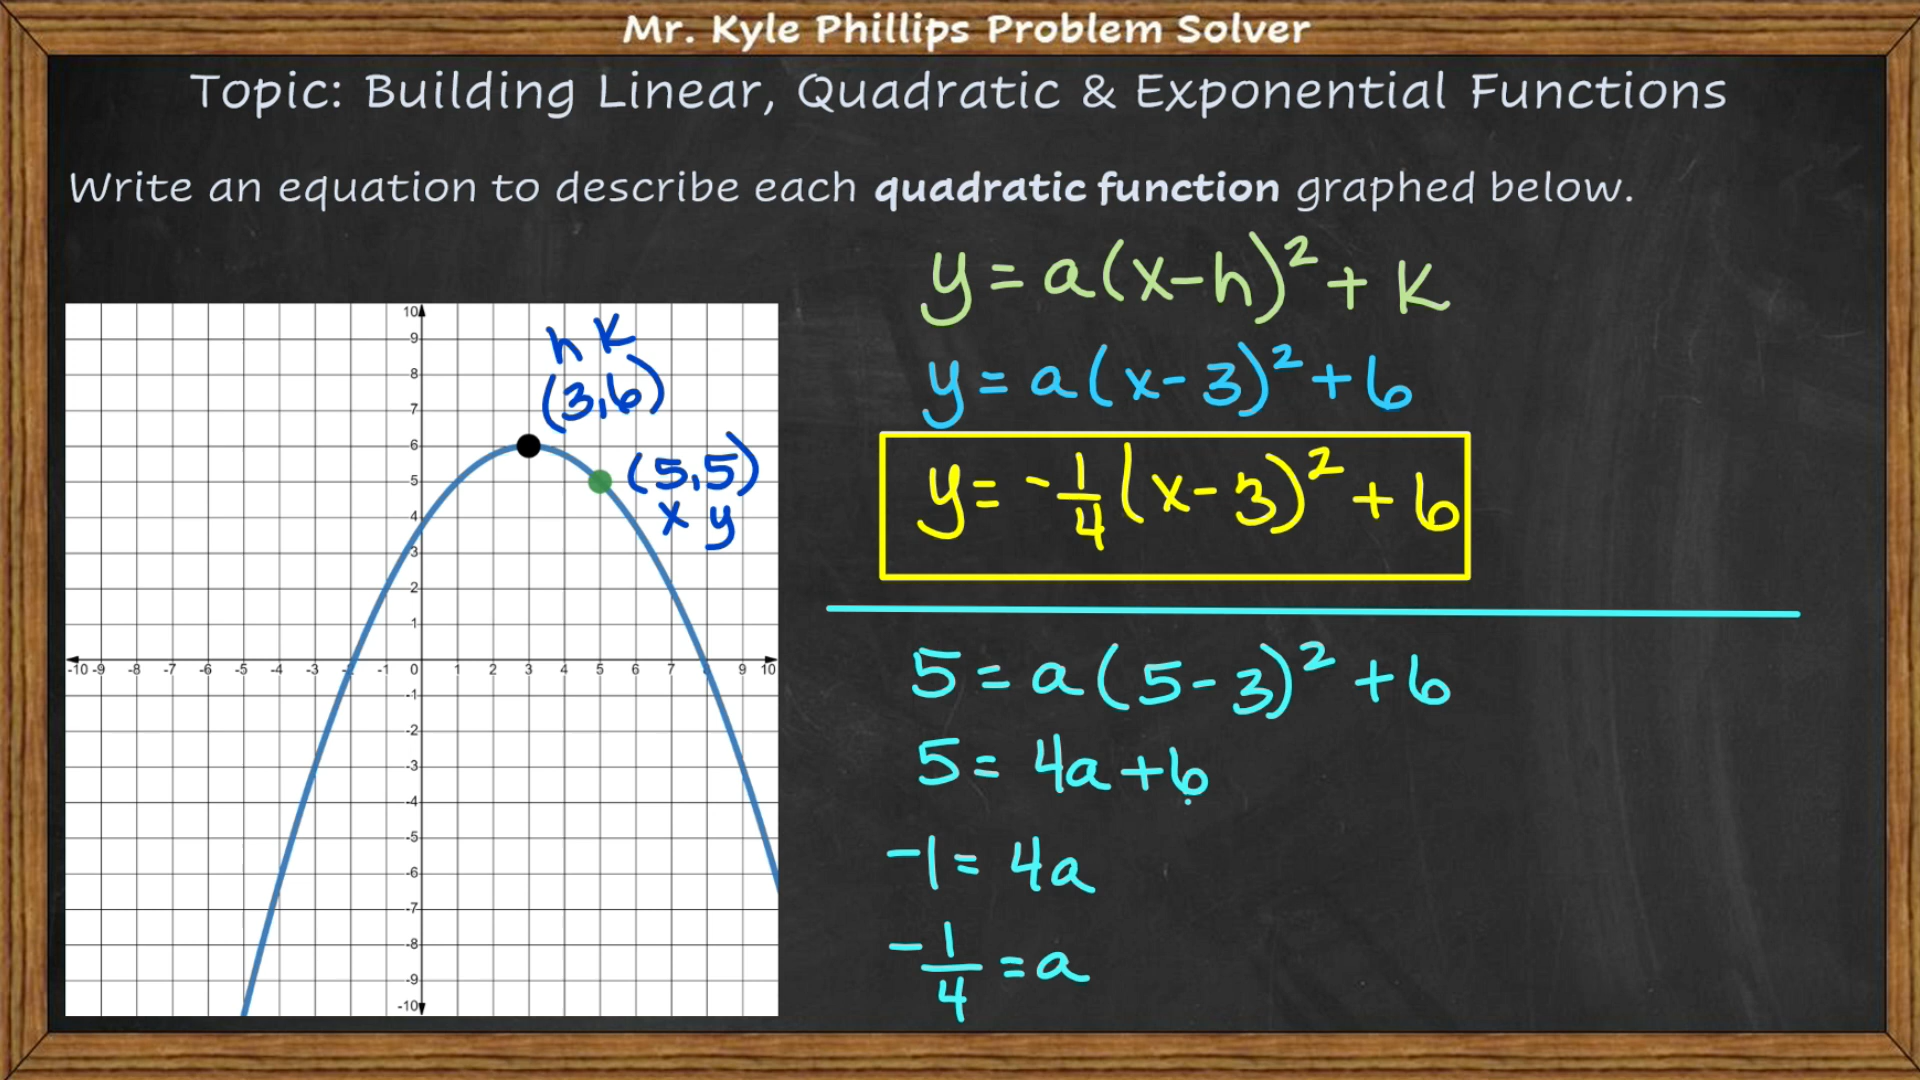 Mr. Kyle Phillips Problem Solver
Topic: Building Linear, Quadratic & Exponential Functions
Write an equation to describe each quadratic function graphed below.
y = a(x-h)² + k
y = a(x-3)² + 6
y = -1/4(x-3)² + 6
5 = a(5-3)² + 6
5 = 4a + 6
-1 = 4a
-1/4 = a
h k
(3,6)
(5,5)
x y
10
9
8
7
6
5
4
3
2
1
-10 -9 -8 -7 -6 -5 -4 -3 -2 -1 0 1 2 3 4 5 6 7 9 10
-1
-2
-3
-4
-5
-6
-7
-8
-9
-10